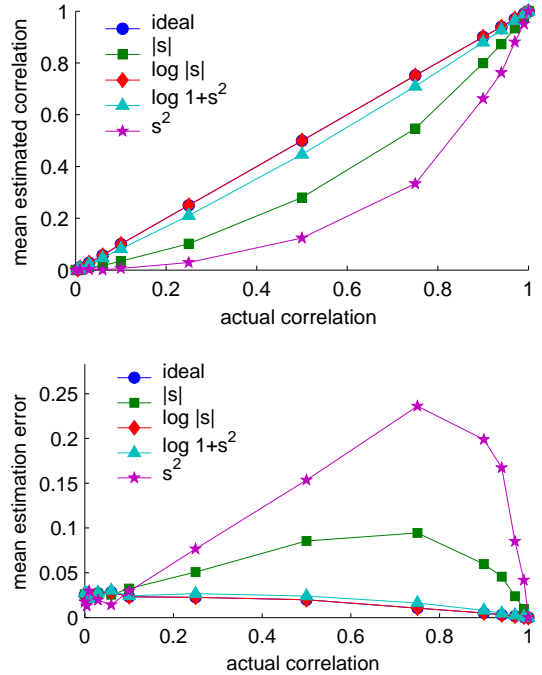 1
0.8
0.6
0.4
0.2
0
mean estimated correlation
ideal
|s|
log |s|
log 1+s²
s²
0 0.2 0.4 0.6 0.8 1
actual correlation
0.25
0.2
0.15
0.1
0.05
0
mean estimation error
ideal
|s|
log |s|
log 1+s²
s²
0 0.2 0.4 0.6 0.8 1
actual correlation